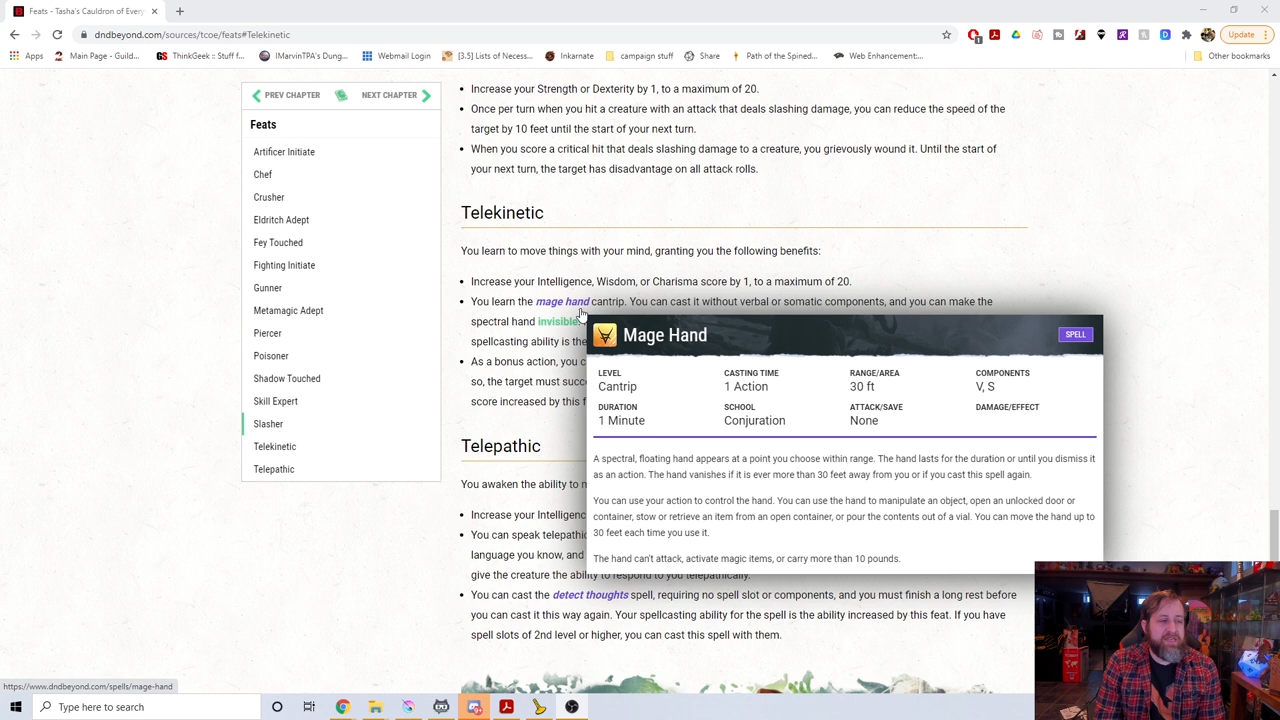 Feats - Tasha's Cauldron of Every
dndbeyond.com/sources/tcoe/feats#Telekinetic
Update
Apps
Main Page - Guild...
ThinkGeek :: Stuff f...
IMarvinTPA's Dung...
Webmail Login
[3.5] Lists of Necess...
Inkarnate
campaign stuff
Share
Path of the Spined...
Web Enhancement:...
Other bookmarks
PREV CHAPTER
NEXT CHAPTER
Feats
Artificer Initiate
Chef
Crusher
Eldritch Adept
Fey Touched
Fighting Initiate
Gunner
Metamagic Adept
Piercer
Poisoner
Shadow Touched
Skill Expert
Slasher
Telekinetic
Telepathic
Increase your Strength or Dexterity by 1, to a maximum of 20.
Once per turn when you hit a creature with an attack that deals slashing damage, you can reduce the speed of the
target by 10 feet until the start of your next turn.
When you score a critical hit that deals slashing damage to a creature, you grievously wound it. Until the start of
your next turn, the target has disadvantage on all attack rolls.
Telekinetic
You learn to move things with your mind, granting you the following benefits:
Increase your Intelligence, Wisdom, or Charisma score by 1, to a maximum of 20.
You learn the mage hand cantrip. You can cast it without verbal or somatic components, and you can make the
spectral hand invisible.
spellcasting ability is the
As a bonus action, you c
so, the target must succ
score increased by this f
Mage Hand
SPELL
LEVEL CASTING TIME RANGE/AREA COMPONENTS
Cantrip 1 Action 30 ft V, S
DURATION SCHOOL ATTACK/SAVE DAMAGE/EFFECT
1 Minute Conjuration None
A spectral, floating hand appears at a point you choose within range. The hand lasts for the duration or until you dismiss it
as an action. The hand vanishes if it is ever more than 30 feet away from you or if you cast this spell again.
You can use your action to control the hand. You can use the hand to manipulate an object, open an unlocked door or
container, stow or retrieve an item from an open container, or pour the contents out of a vial. You can move the hand up to
30 feet each time you use it.
The hand can't attack, activate magic items, or carry more than 10 pounds.
Telepathic
You awaken the ability to m
Increase your Intelligenc
You can speak telepathic
language you know, and
give the creature the ability to respond to you telepathically.
You can cast the detect thoughts spell, requiring no spell slot or components, and you must finish a long rest before
you can cast it this way again. Your spellcasting ability for the spell is the ability increased by this feat. If you have
spell slots of 2nd level or higher, you can cast this spell with them.
https://www.dndbeyond.com/spells/mage-hand
Type here to search